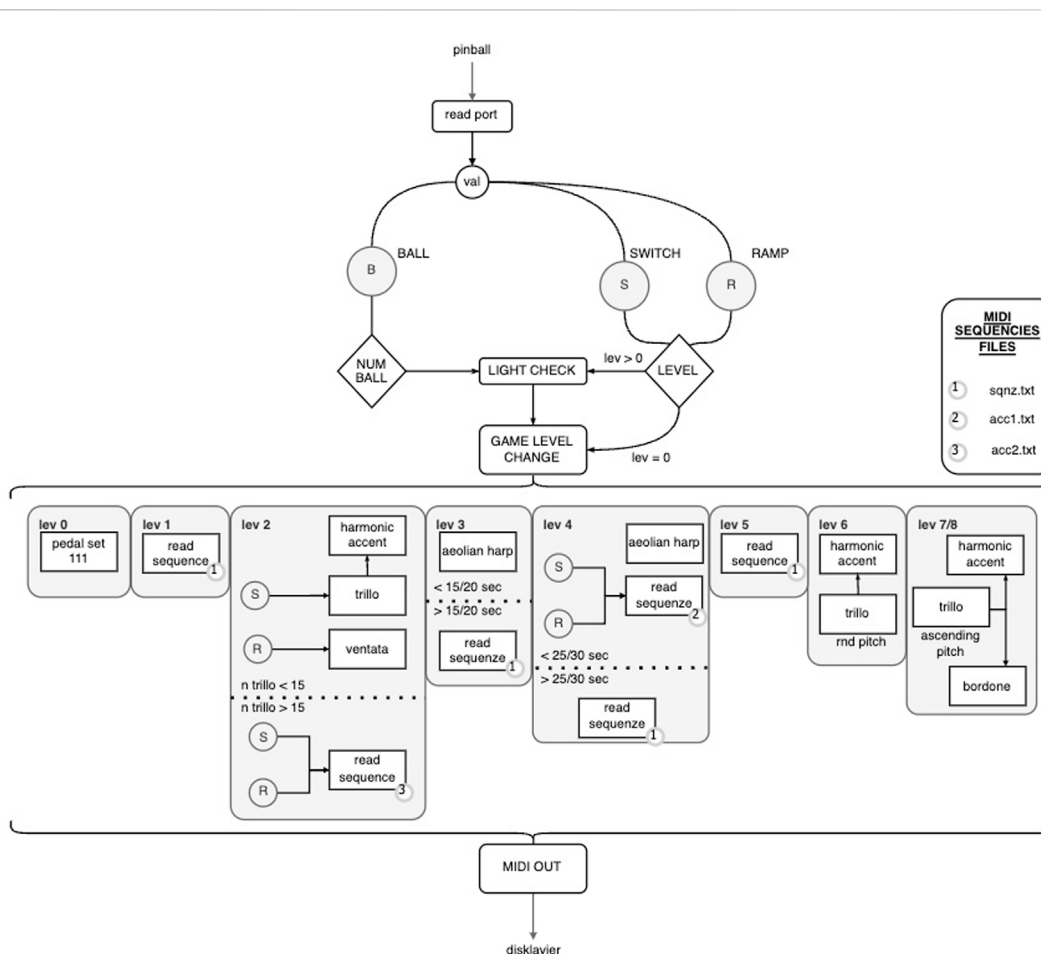 pinball
read port
val
BALL
B
SWITCH
S
RAMP
R
NUM
BALL
LIGHT CHECK
lev > 0
LEVEL
GAME LEVEL
CHANGE
lev = 0
MIDI
SEQUENCIES
FILES
1 sqnz.txt
2 acc1.txt
3 acc2.txt
lev 0
pedal set
111
lev 1
read
sequence
1
lev 2
harmonic
accent
S
trillo
R
ventata
n trillo < 15
n trillo > 15
S
R
read
sequence
3
lev 3
aeolian harp
< 15/20 sec
> 15/20 sec
read
sequenze
1
lev 4
aeolian harp
S
R
read
sequenze
2
< 25/30 sec
> 25/30 sec
read
sequenze
1
lev 5
read
sequence
1
lev 6
harmonic
accent
trillo
rnd pitch
lev 7/8
harmonic
accent
trillo
ascending
pitch
bordone
MIDI OUT
disklavier